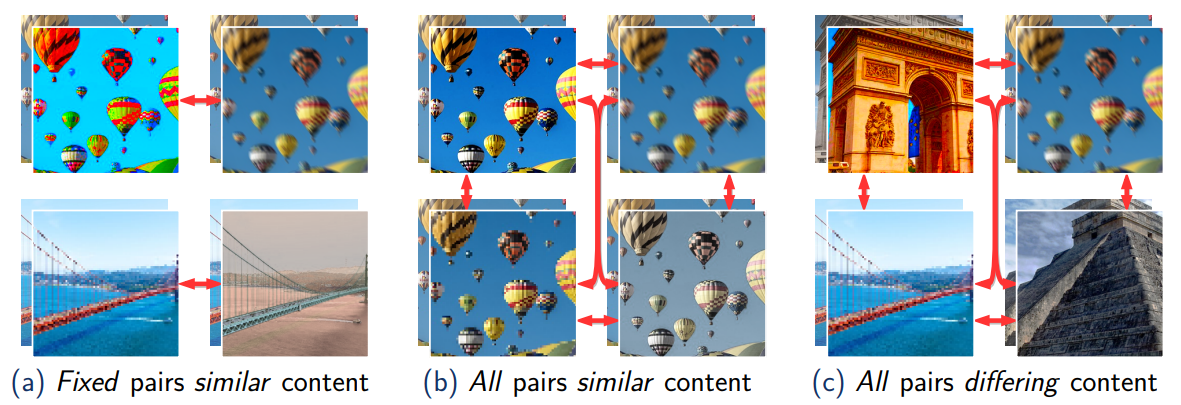 (a) Fixed pairs similar content
(b) All pairs similar content
(c) All pairs differing content